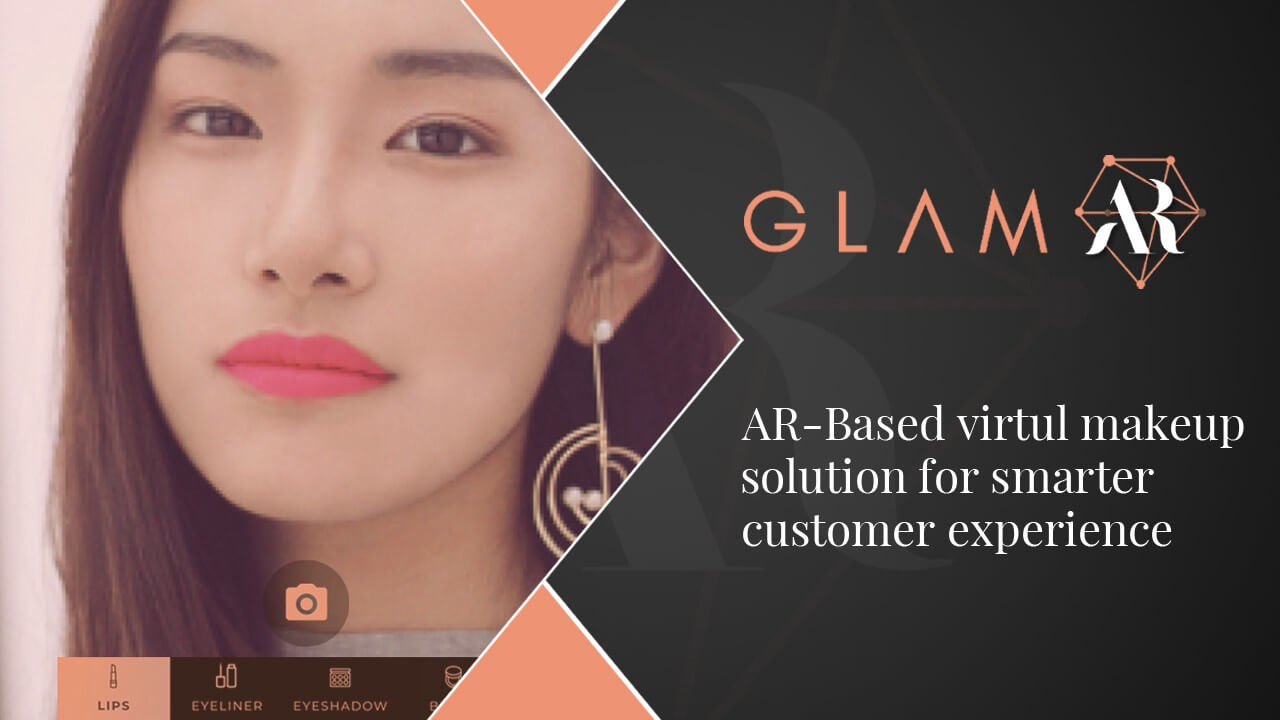 GLAM AR
AR-Based virtul makeup
solution for smarter
customer experience
LIPS
EYELINER
EYESHADOW